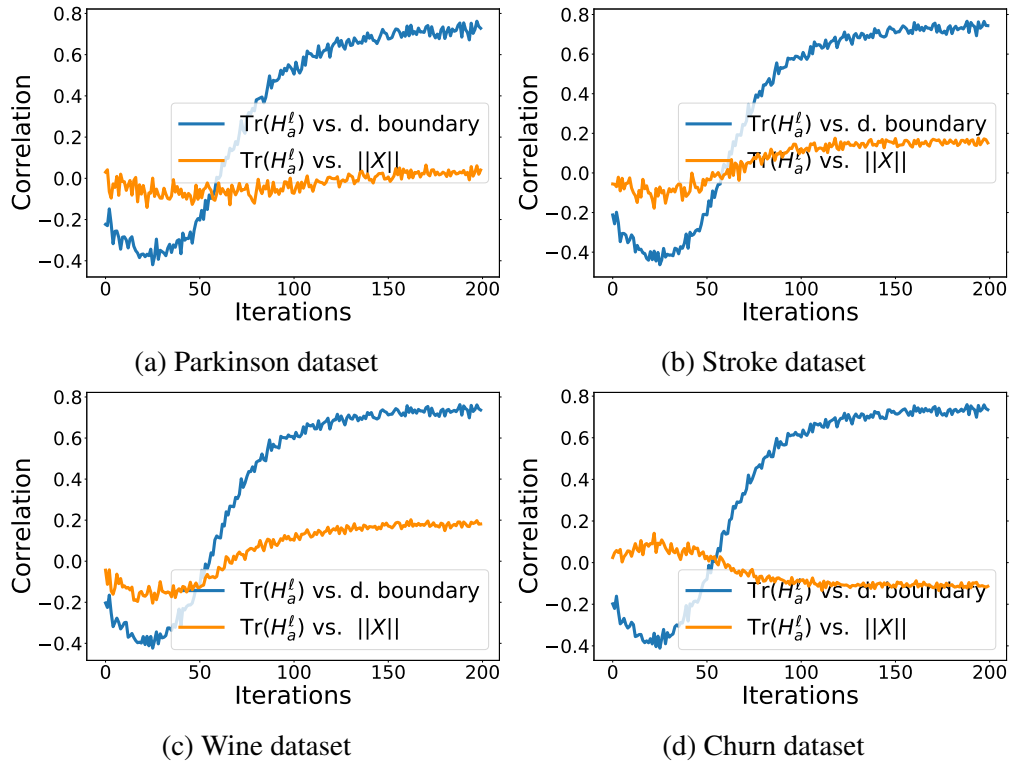 0.8
0.6
0.4
0.2
0.0
−0.2
−0.4
Correlation
Tr(H_a^ℓ) vs. d. boundary
Tr(H_a^ℓ) vs. ||X||
0 50 100 150 200
Iterations
(a) Parkinson dataset
0.8
0.6
0.4
0.2
0.0
−0.2
−0.4
Correlation
Tr(H_a^ℓ) vs. d. boundary
Tr(H_a^ℓ) vs. ||X||
0 50 100 150 200
Iterations
(b) Stroke dataset
0.8
0.6
0.4
0.2
0.0
−0.2
−0.4
Correlation
Tr(H_a^ℓ) vs. d. boundary
Tr(H_a^ℓ) vs. ||X||
0 50 100 150 200
Iterations
(c) Wine dataset
0.8
0.6
0.4
0.2
0.0
−0.2
−0.4
Correlation
Tr(H_a^ℓ) vs. d. boundary
Tr(H_a^ℓ) vs. ||X||
0 50 100 150 200
Iterations
(d) Churn dataset